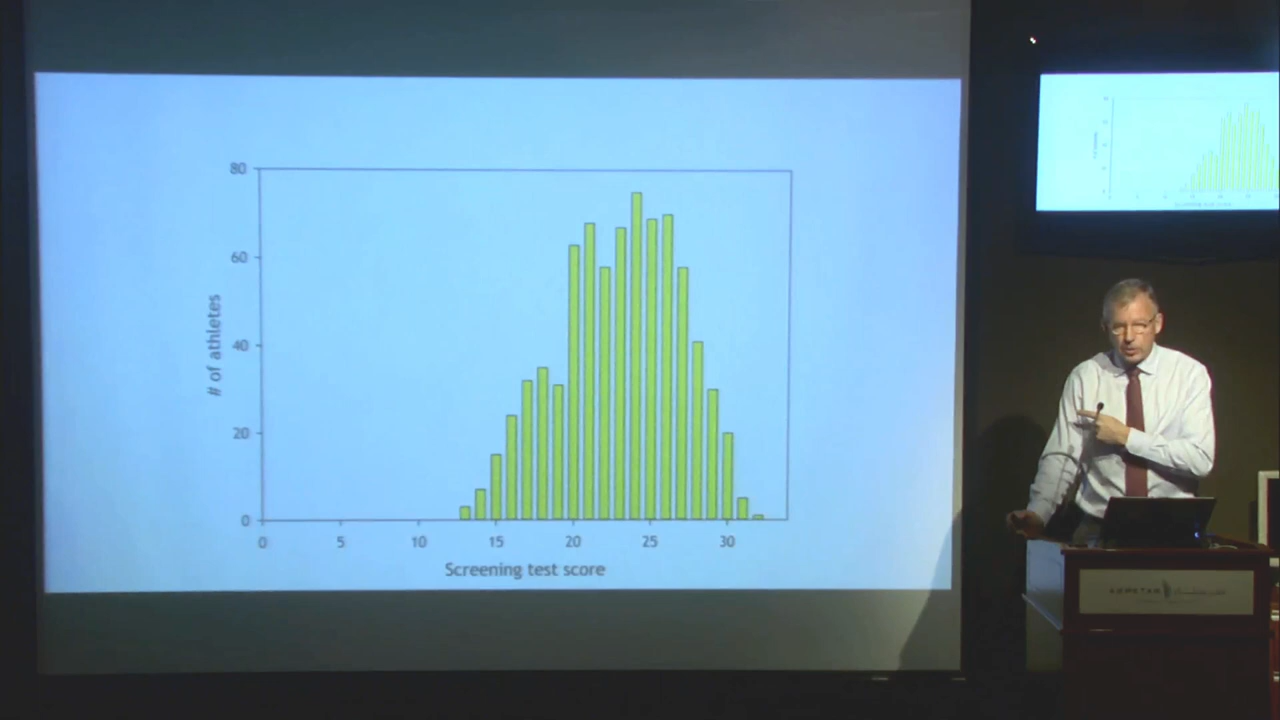 80
60
40
20
0
# of athletes
0 5 10 15 20 25 30
Screening test score